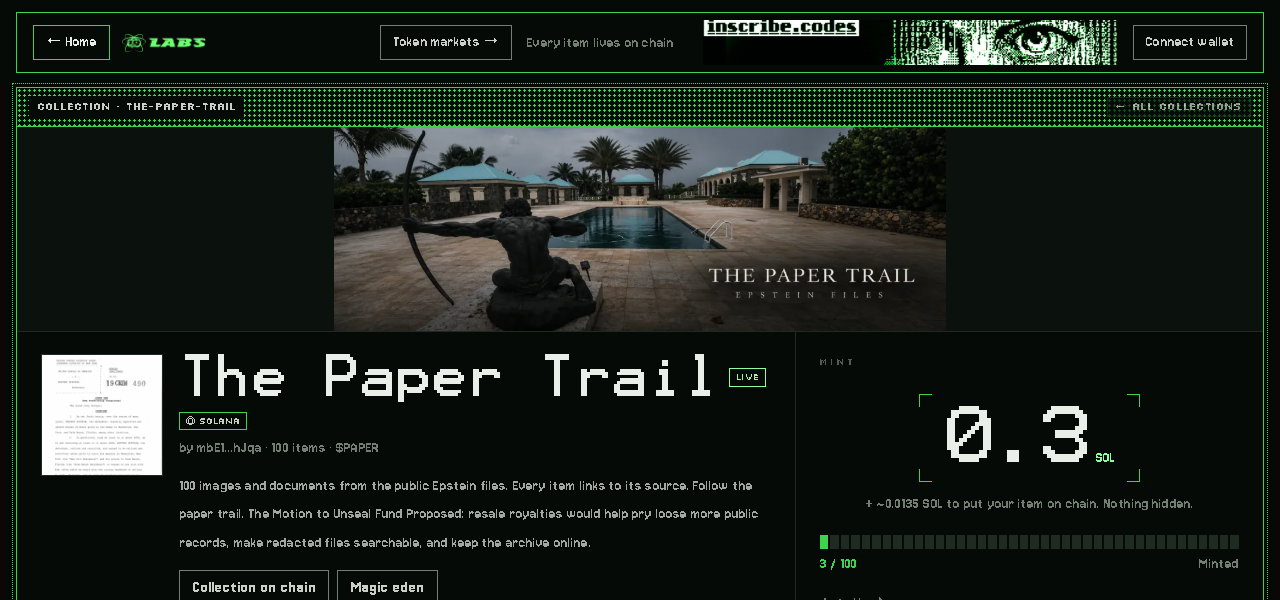 ← Home
LABS
Token markets →
Every item lives on chain
inscribe.codes
Connect wallet
COLLECTION · THE-PAPER-TRAIL
← ALL COLLECTIONS
THE PAPER TRAIL
EPSTEIN FILES
The Paper Trail
LIVE
SOLANA
by mbE1...hJqa · 100 items · $PAPER
100 images and documents from the public Epstein files. Every item links to its source. Follow the
paper trail. The Motion to Unseal Fund Proposed: resale royalties would help pry loose more public
records, make redacted files searchable, and keep the archive online.
Collection on chain
Magic eden
MINT
0.3 SOL
+ ~0.0135 SOL to put your item on chain. Nothing hidden.
3 / 100
Minted